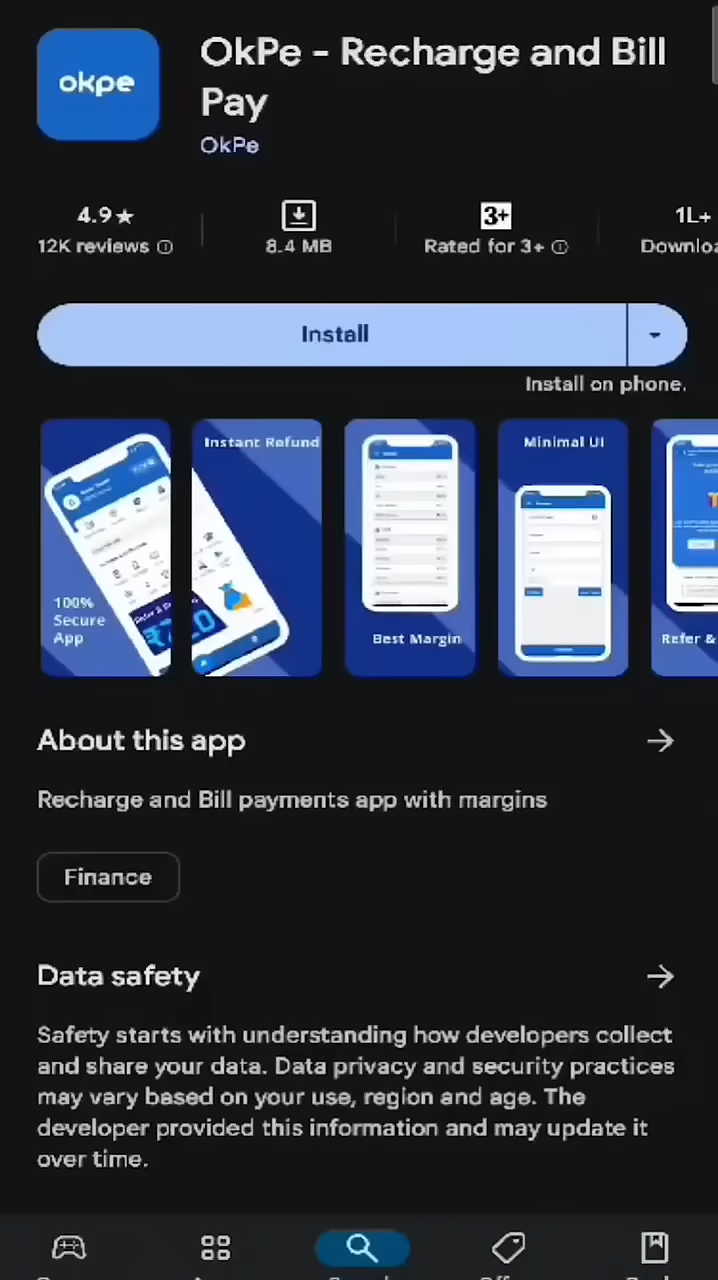 okpe
OkPe - Recharge and Bill
Pay
OkPe
4.9★
12K reviews
8.4 MB
3+
Rated for 3+
1L+
Install
Install on phone.
100%
Secure
App
Instant Refund
Best Margin
Minimal UI
Refer &
About this app
Recharge and Bill payments app with margins
Finance
Data safety
Safety starts with understanding how developers collect
and share your data. Data privacy and security practices
may vary based on your use, region and age. The
developer provided this information and may update it
over time.